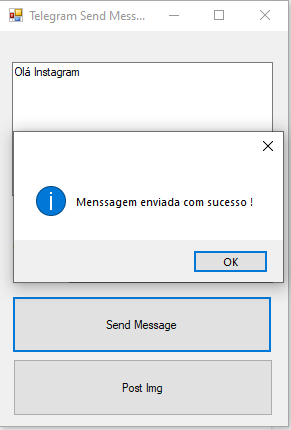 Telegram Send Mess...
Olá Instagram
Menssagem enviada com sucesso !
OK
Send Message
Post Img